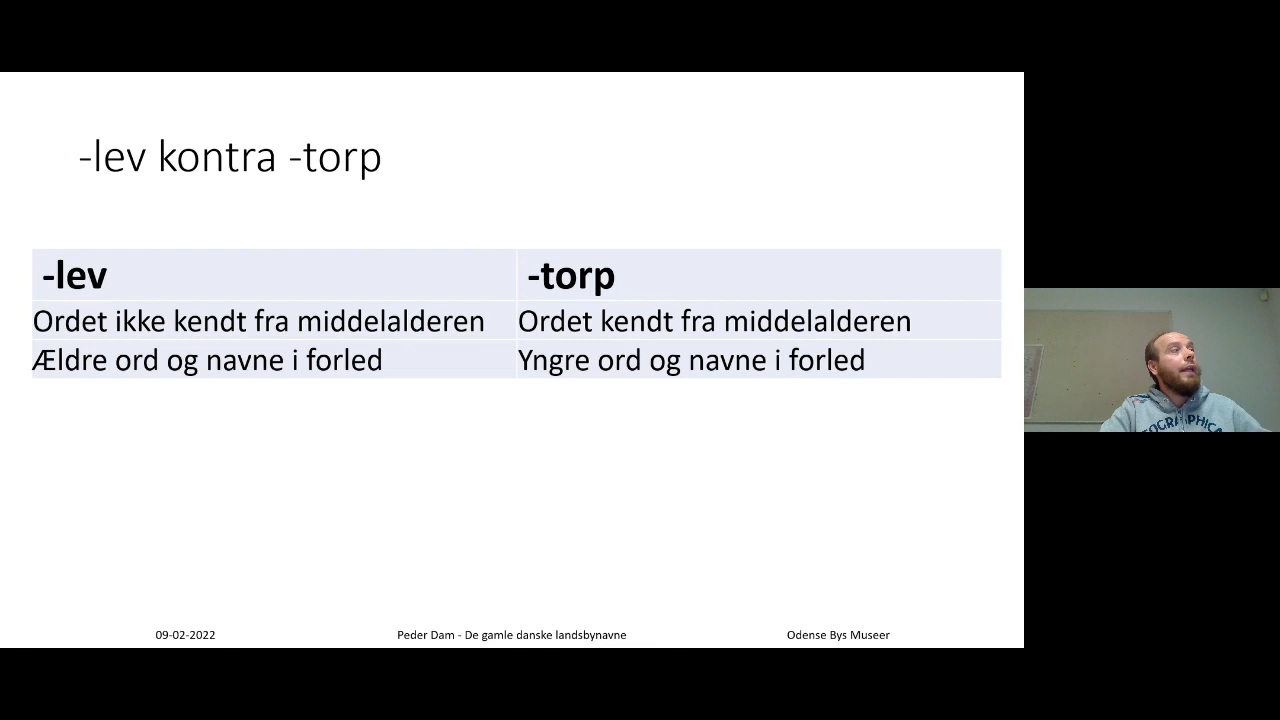 -lev kontra -torp
-lev
-torp
Ordet ikke kendt fra middelalderen
Ordet kendt fra middelalderen
Ældre ord og navne i forled
Yngre ord og navne i forled
09-02-2022
Peder Dam - De gamle danske landsbynavne
Odense Bys Museer